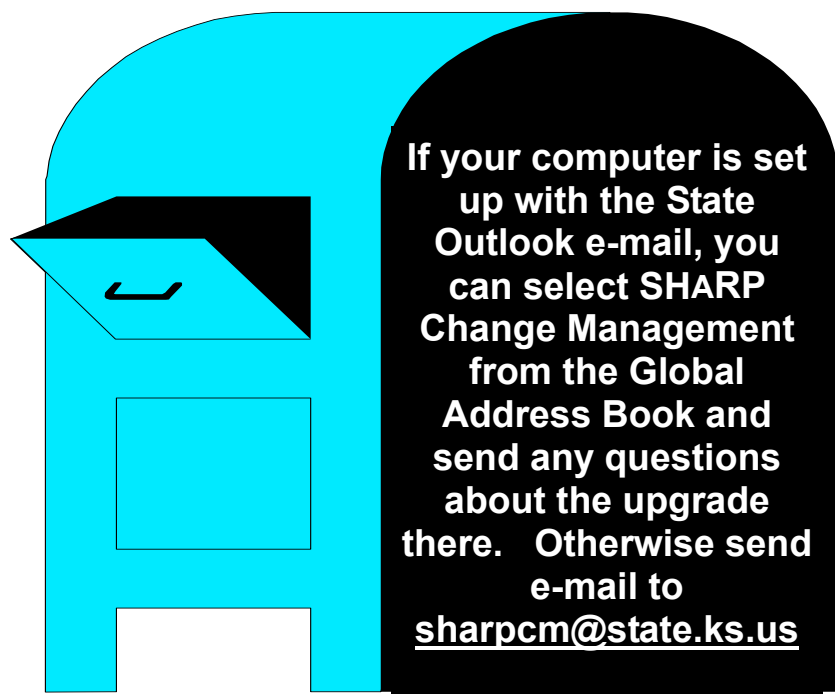 If your computer is set
up with the State
Outlook e-mail, you
can select SHARP
Change Management
from the Global
Address Book and
send any questions
about the upgrade
there.   Otherwise send
e-mail to
sharpcm@state.ks.us